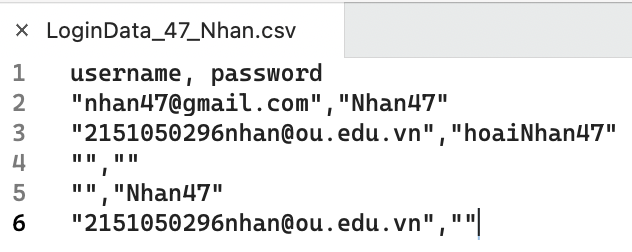 × LoginData_47_Nhan.csv
1 username, password
2 "nhan47@gmail.com","Nhan47"
3 "2151050296nhan@ou.edu.vn","hoaiNhan47"
4 "",""
5 "","Nhan47"
6 "2151050296nhan@ou.edu.vn",""